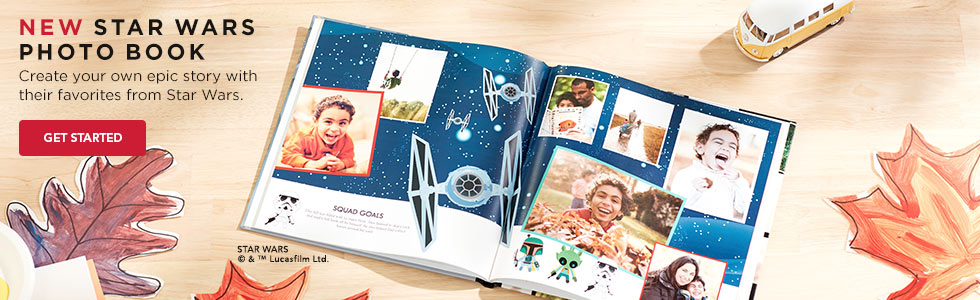 NEW STAR WARS
PHOTO BOOK
Create your own epic story with
their favorites from Star Wars.
GET STARTED
SQUAD GOALS
STAR WARS
© & ™ Lucasfilm Ltd.